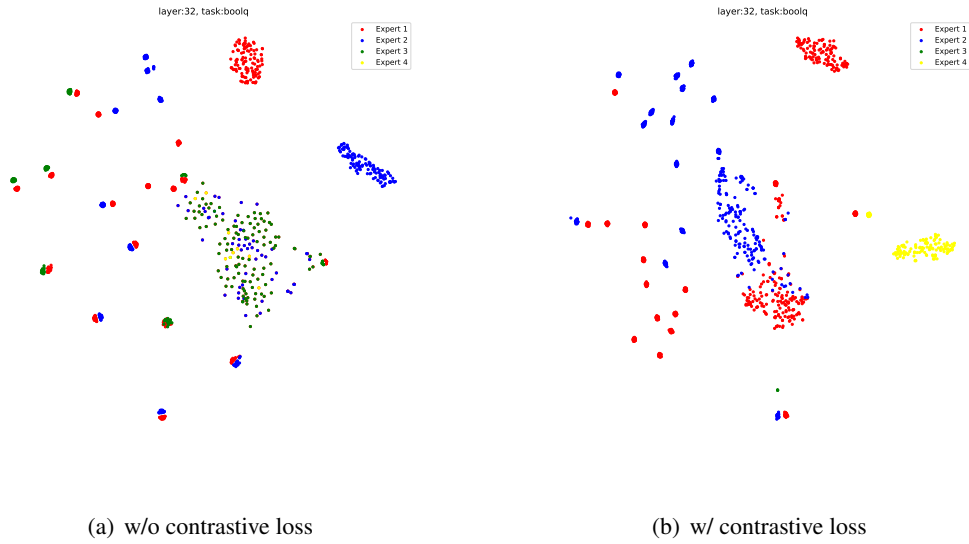 layer:32, task:boolq
Expert 1
Expert 2
Expert 3
Expert 4
(a) w/o contrastive loss
layer:32, task:boolq
Expert 1
Expert 2
Expert 3
Expert 4
(b) w/ contrastive loss